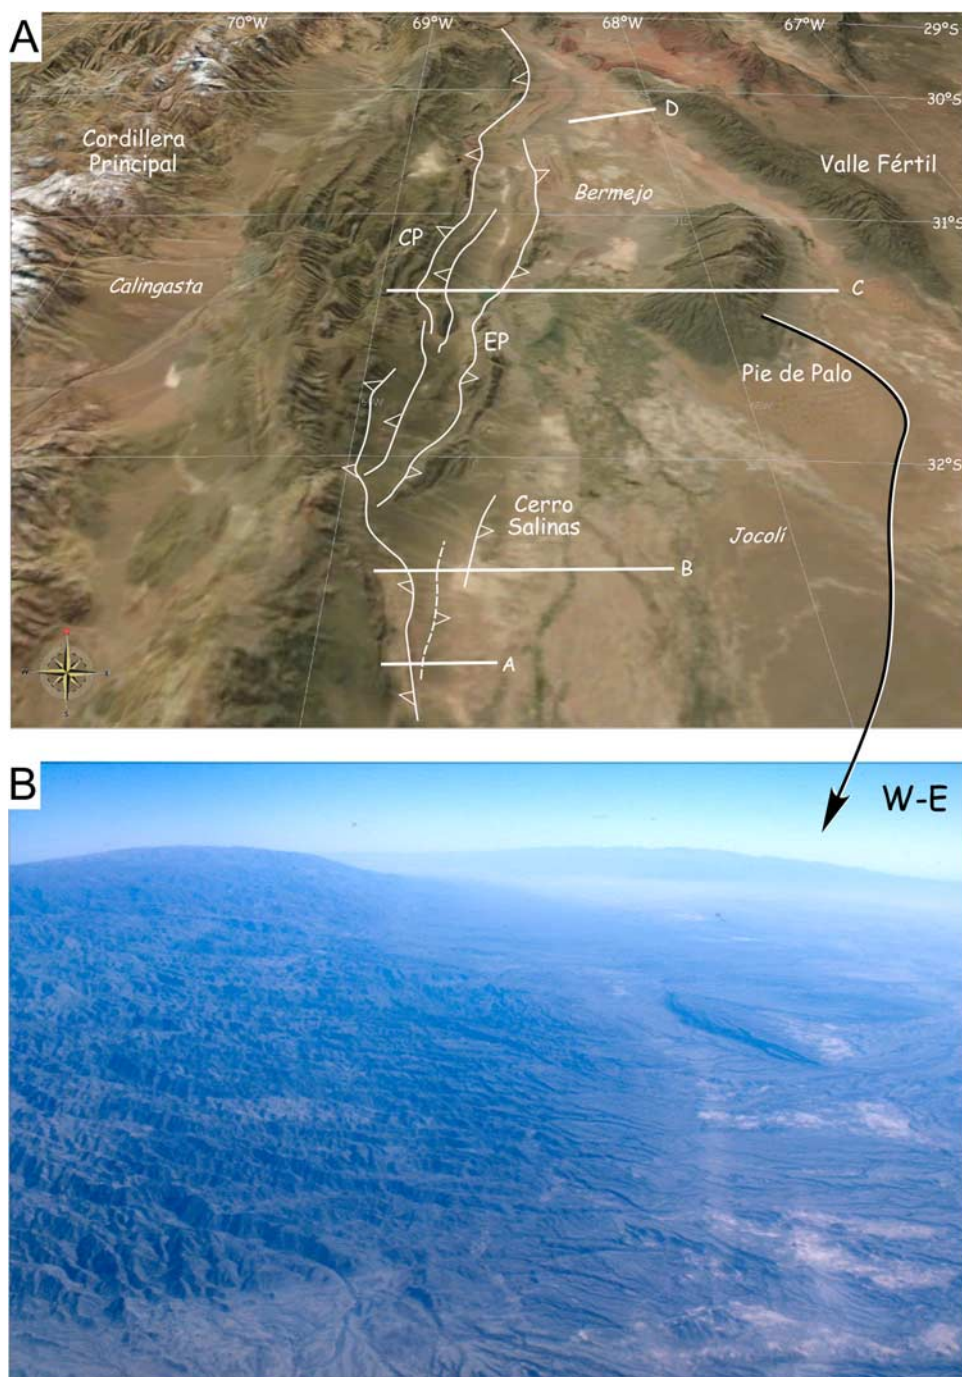 A
70°W
69°W
68°W
67°W
29°S
30°S
D
Cordillera
Principal
Valle Fértil
Bermejo
31°S
CP
Calingasta
C
EP
Pie de Palo
32°S
Cerro
Salinas
Jocolí
B
A
B
W-E